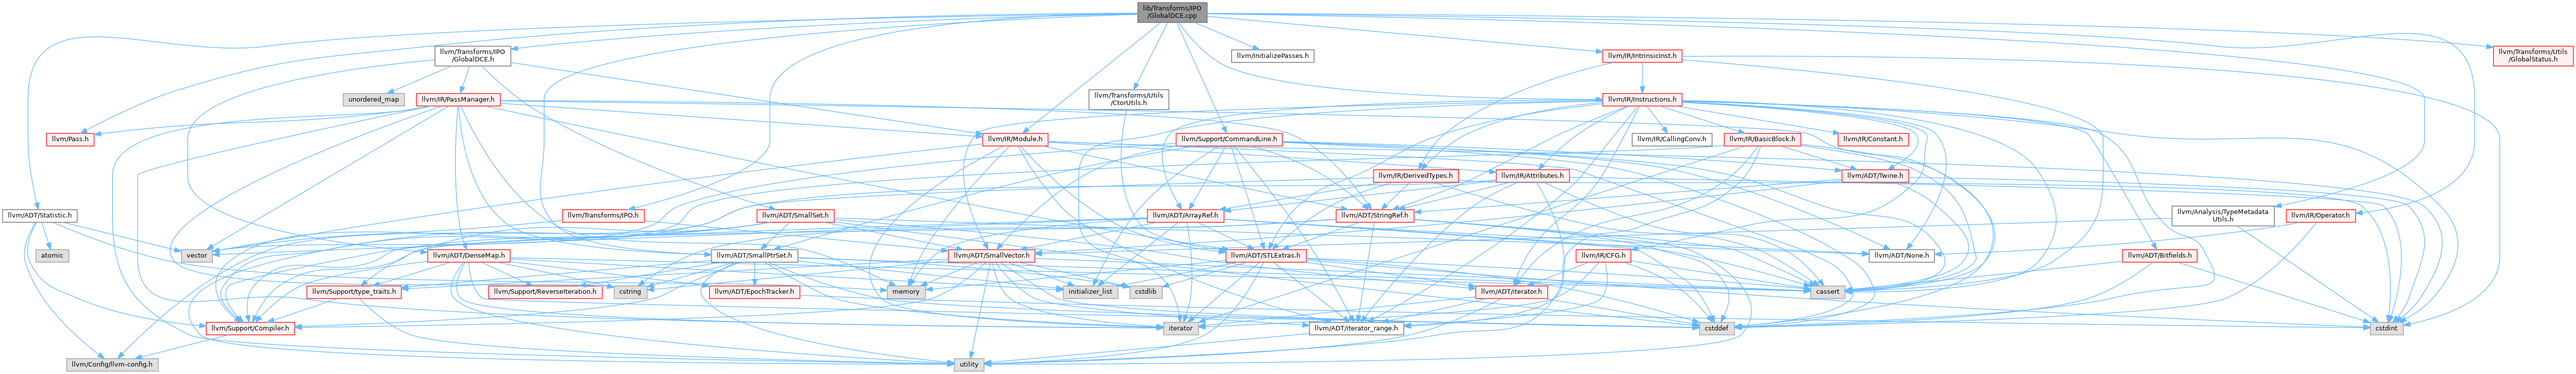 lib/Transforms/IPO
/GlobalDCE.cpp
llvm/Transforms/IPO
/GlobalDCE.h
llvm/InitializePasses.h
llvm/IR/IntrinsicInst.h
llvm/Transforms/Utils
/GlobalStatus.h
unordered_map
llvm/IR/PassManager.h
llvm/Transforms/Utils
/CtorUtils.h
llvm/IR/Instructions.h
llvm/Pass.h
llvm/IR/Module.h
llvm/Support/CommandLine.h
llvm/IR/CallingConv.h
llvm/IR/BasicBlock.h
llvm/IR/Constant.h
llvm/IR/DerivedTypes.h
llvm/IR/Attributes.h
llvm/ADT/Twine.h
llvm/ADT/Statistic.h
llvm/Transforms/IPO.h
llvm/ADT/SmallSet.h
llvm/ADT/ArrayRef.h
llvm/ADT/StringRef.h
llvm/Analysis/TypeMetadata
Utils.h
llvm/IR/Operator.h
atomic
vector
llvm/ADT/DenseMap.h
llvm/ADT/SmallPtrSet.h
llvm/ADT/SmallVector.h
llvm/ADT/STLExtras.h
llvm/IR/CFG.h
llvm/ADT/None.h
llvm/ADT/Bitfields.h
llvm/Support/type_traits.h
llvm/Support/ReverseIteration.h
cstring
llvm/ADT/EpochTracker.h
memory
initializer_list
cstdlib
llvm/ADT/iterator.h
cassert
llvm/Support/Compiler.h
iterator
llvm/ADT/iterator_range.h
cstddef
cstdint
llvm/Config/llvm-config.h
utility